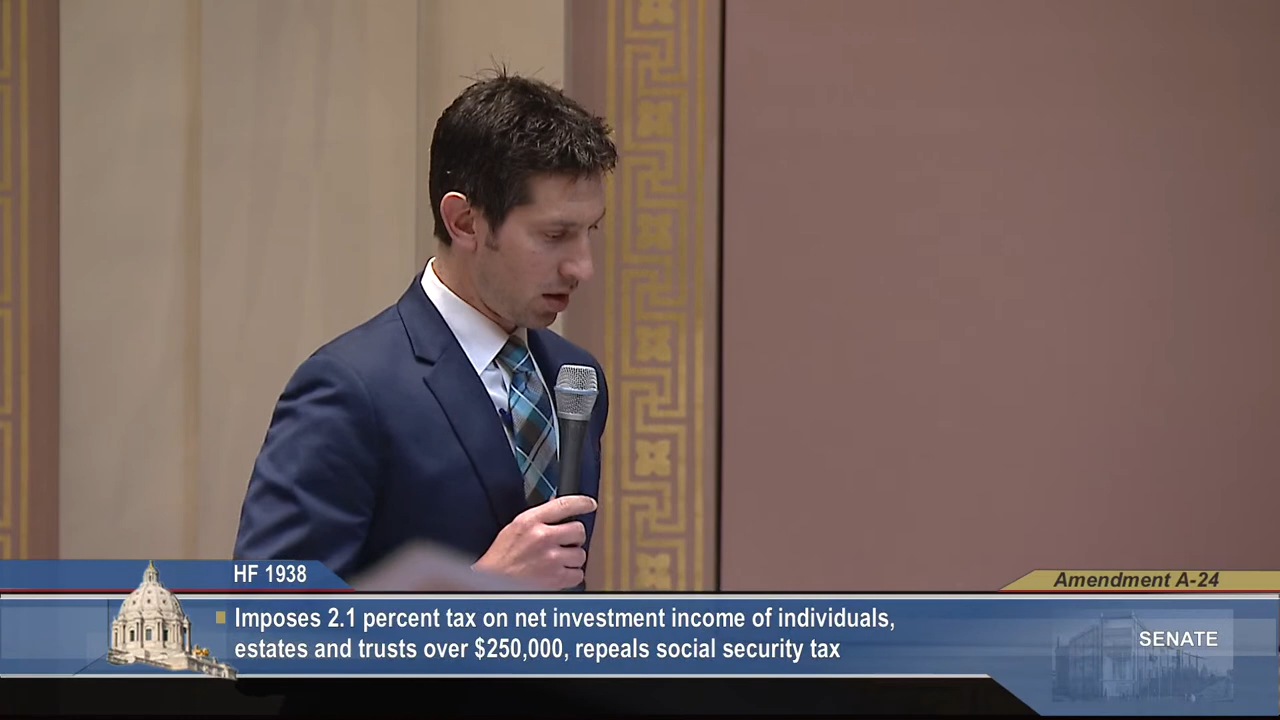 HF 1938
Amendment A-24
Imposes 2.1 percent tax on net investment income of individuals,
estates and trusts over $250,000, repeals social security tax
SENATE